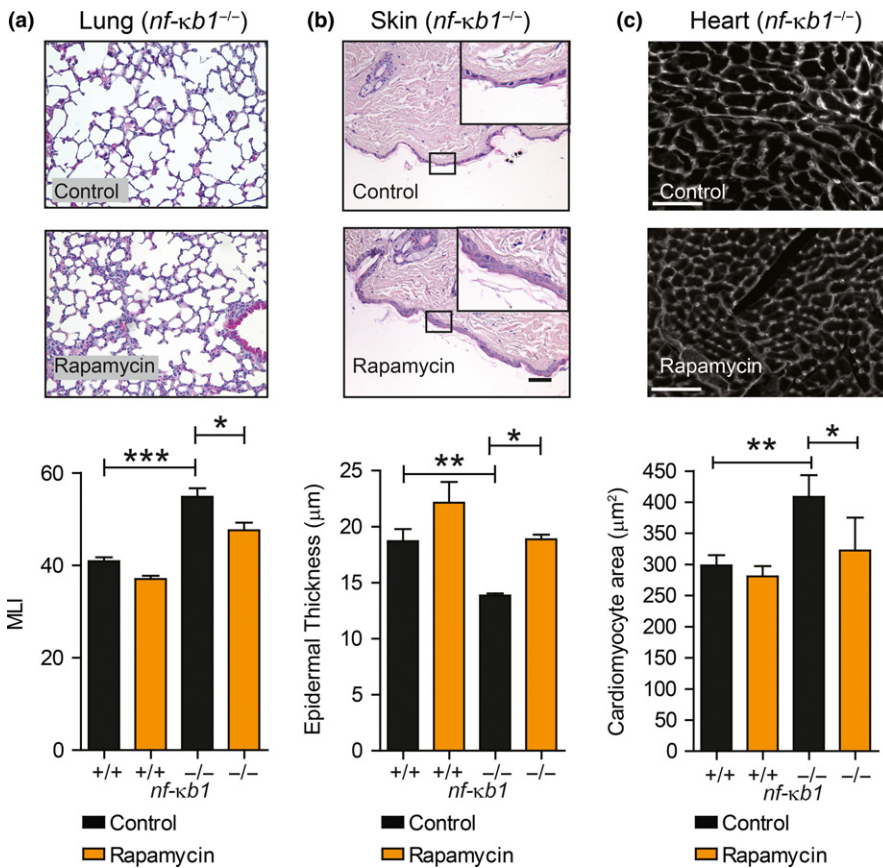 (a) Lung (nf-κb1–/–)
Control
Rapamycin
***
*
60
40
60
0
MLI
+/+ +/+ –/– –/–
nf-κb1
Control
Rapamycin
(b) Skin (nf-κb1–/–)
Control
Rapamycin
**
*
25
20
15
10
5
0
Epidermal Thickness (μm)
+/+ +/+ –/– –/–
nf-κb1
Control
Rapamycin
(c) Heart (nf-κb1–/–)
Control
Rapamycin
**
*
450
400
350
300
250
300
150
100
50
0
Cardiomyocyte area (μm²)
+/+ +/+ –/– –/–
nf-κb1
Control
Rapamycin